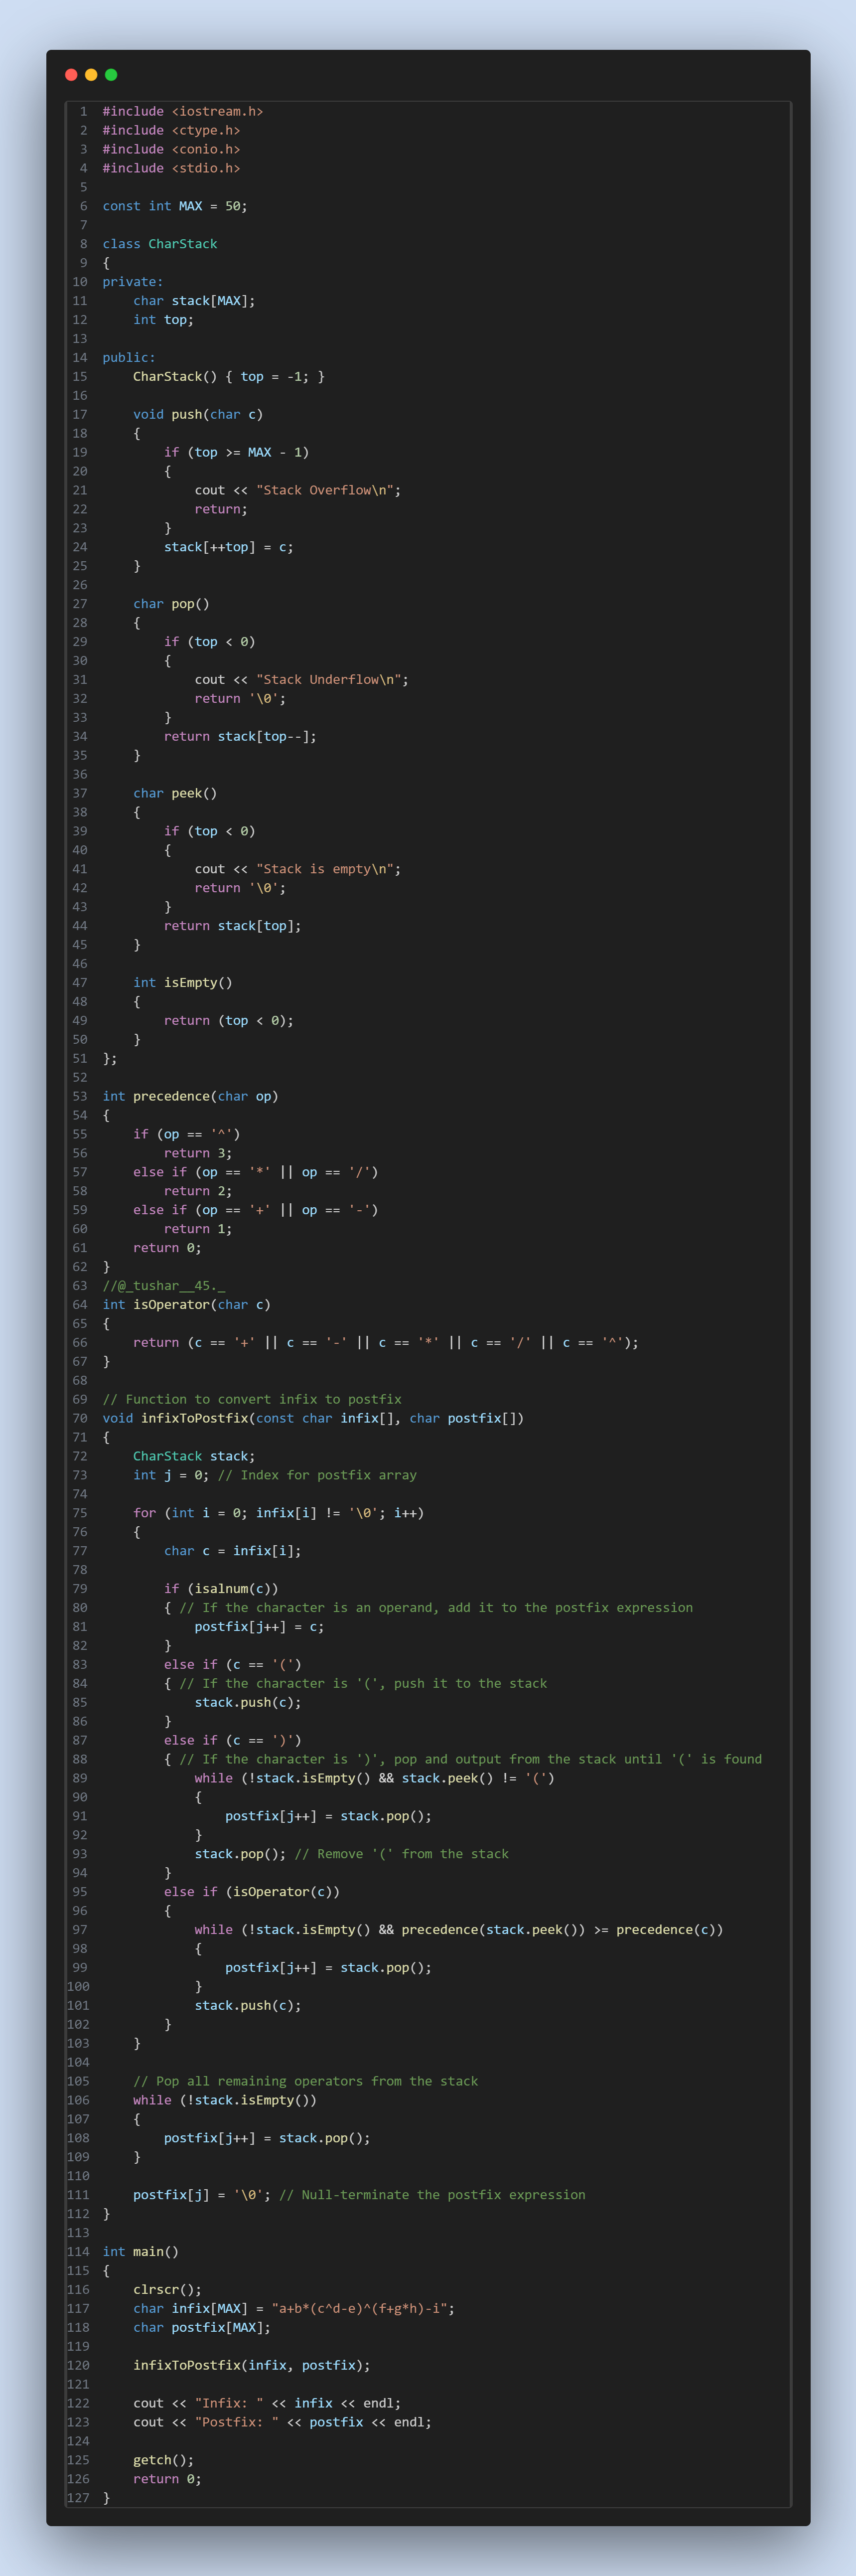 1 #include <iostream.h>
2 #include <ctype.h>
3 #include <conio.h>
4 #include <stdio.h>
5
6 const int MAX = 50;
7
8 class CharStack
9 {
10 private:
11     char stack[MAX];
12     int top;
13
14 public:
15     CharStack() { top = -1; }
16
17     void push(char c)
18     {
19         if (top >= MAX - 1)
20         {
21             cout << "Stack Overflow\n";
22             return;
23         }
24         stack[++top] = c;
25     }
26
27     char pop()
28     {
29         if (top < 0)
30         {
31             cout << "Stack Underflow\n";
32             return '\0';
33         }
34         return stack[top--];
35     }
36
37     char peek()
38     {
39         if (top < 0)
40         {
41             cout << "Stack is empty\n";
42             return '\0';
43         }
44         return stack[top];
45     }
46
47     int isEmpty()
48     {
49         return (top < 0);
50     }
51 };
52
53 int precedence(char op)
54 {
55     if (op == '^')
56         return 3;
57     else if (op == '*' || op == '/')
58         return 2;
59     else if (op == '+' || op == '-')
60         return 1;
61     return 0;
62 }
63 //@_tushar__45._
64 int isOperator(char c)
65 {
66     return (c == '+' || c == '-' || c == '*' || c == '/' || c == '^');
67 }
68
69 // Function to convert infix to postfix
70 void infixToPostfix(const char infix[], char postfix[])
71 {
72     CharStack stack;
73     int j = 0; // Index for postfix array
74
75     for (int i = 0; infix[i] != '\0'; i++)
76     {
77         char c = infix[i];
78
79         if (isalnum(c))
80         { // If the character is an operand, add it to the postfix expression
81             postfix[j++] = c;
82         }
83         else if (c == '(')
84         { // If the character is '(', push it to the stack
85             stack.push(c);
86         }
87         else if (c == ')')
88         { // If the character is ')', pop and output from the stack until '(' is found
89             while (!stack.isEmpty() && stack.peek() != '(')
90             {
91                 postfix[j++] = stack.pop();
92             }
93             stack.pop(); // Remove '(' from the stack
94         }
95         else if (isOperator(c))
96         {
97             while (!stack.isEmpty() && precedence(stack.peek()) >= precedence(c))
98             {
99                 postfix[j++] = stack.pop();
100             }
101             stack.push(c);
102         }
103     }
104
105     // Pop all remaining operators from the stack
106     while (!stack.isEmpty())
107     {
108         postfix[j++] = stack.pop();
109     }
110
111     postfix[j] = '\0'; // Null-terminate the postfix expression
112 }
113
114 int main()
115 {
116     clrscr();
117     char infix[MAX] = "a+b*(c^d-e)^(f+g*h)-i";
118     char postfix[MAX];
119
120     infixToPostfix(infix, postfix);
121
122     cout << "Infix: " << infix << endl;
123     cout << "Postfix: " << postfix << endl;
124
125     getch();
126     return 0;
127 }